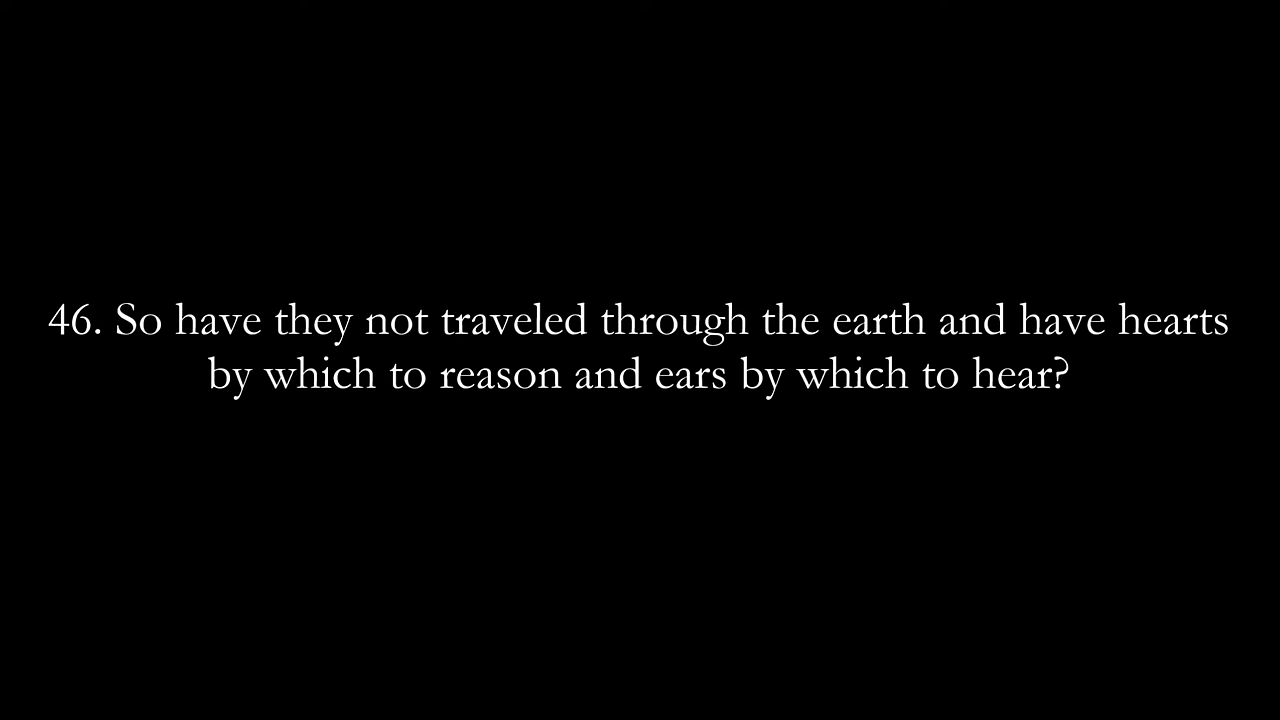 46. So have they not traveled through the earth and have hearts
by which to reason and ears by which to hear?